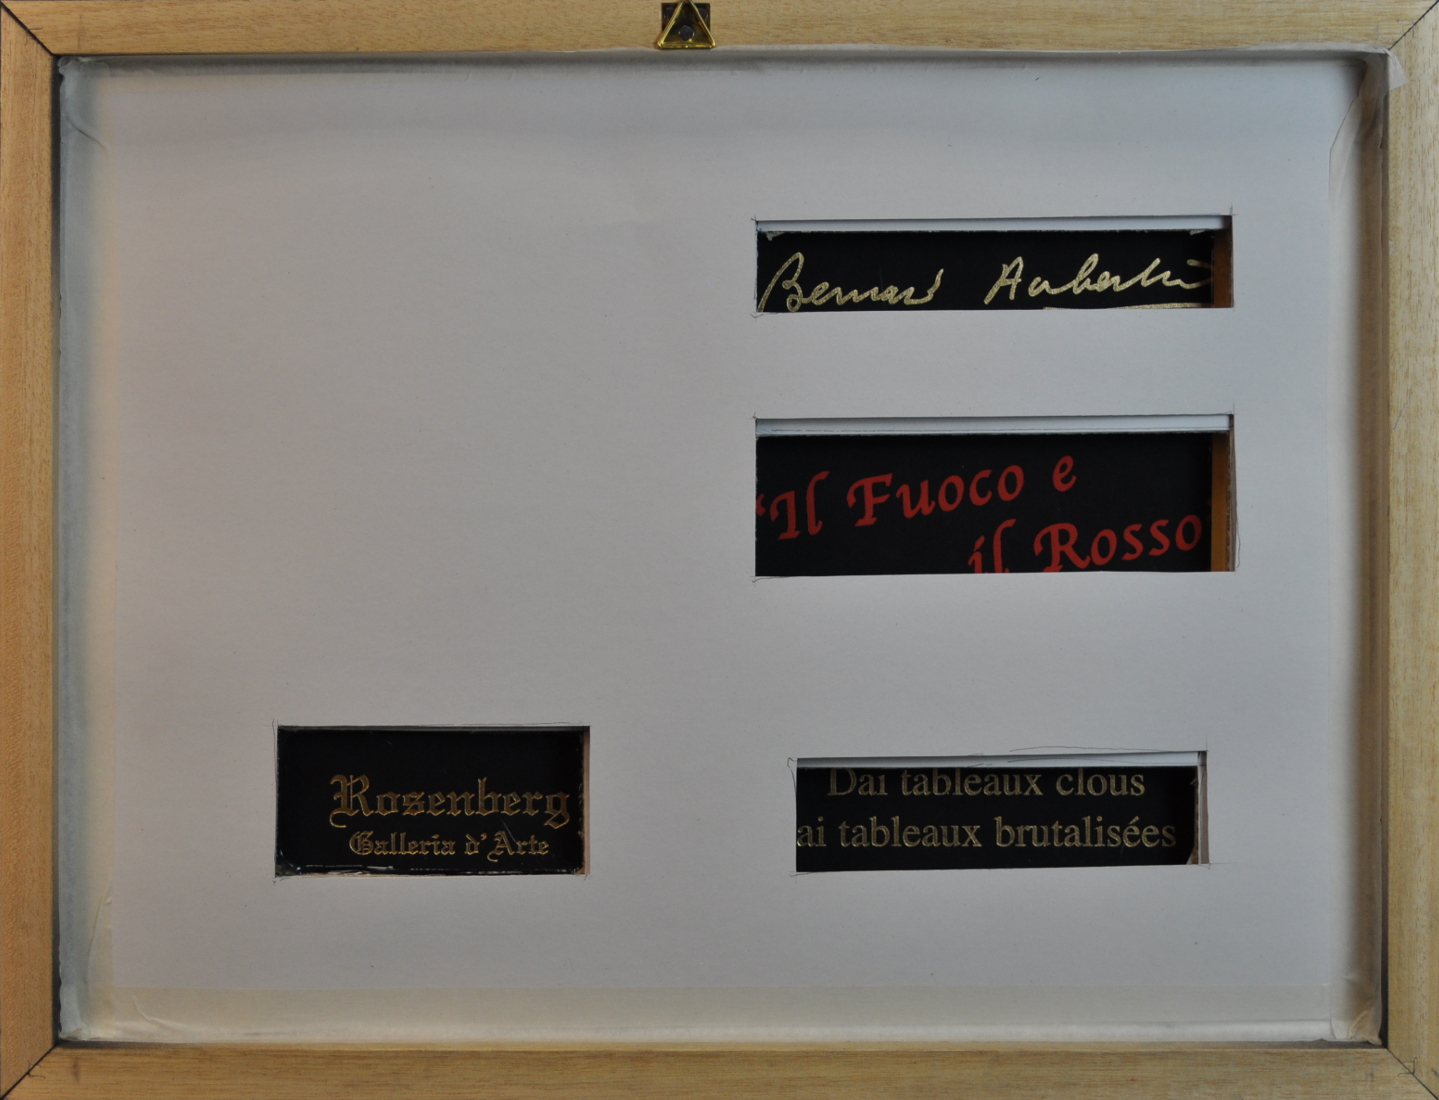 Bernard Aubertin
"Il Fuoco e
il Rosso
Rosenberg
Galleria d'Arte
Dai tableaux clous
ai tableaux brutalisées